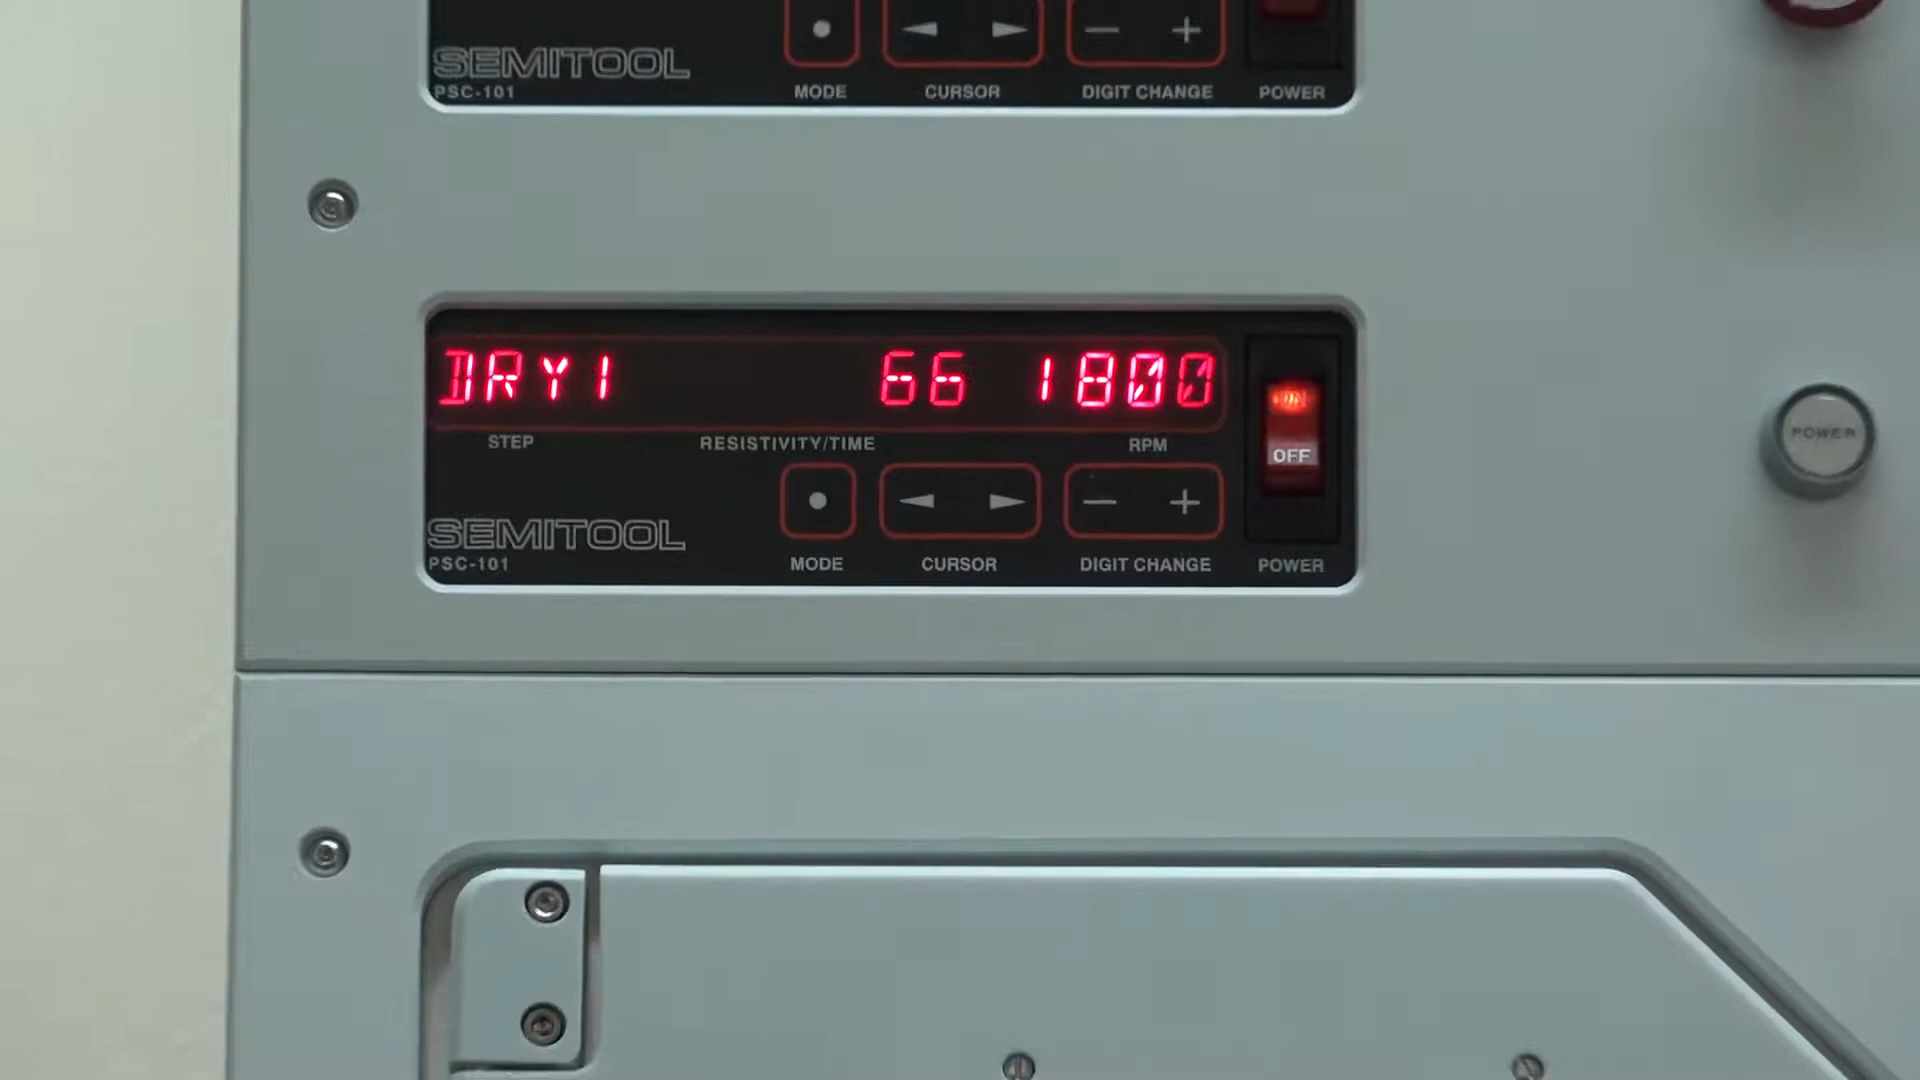 SEMITOOL
PSC-101
MODE CURSOR DIGIT CHANGE POWER
DRY1 66 1800
ON
OFF
STEP RESISTIVITY/TIME RPM
SEMITOOL
PSC-101
MODE CURSOR DIGIT CHANGE POWER
POWER